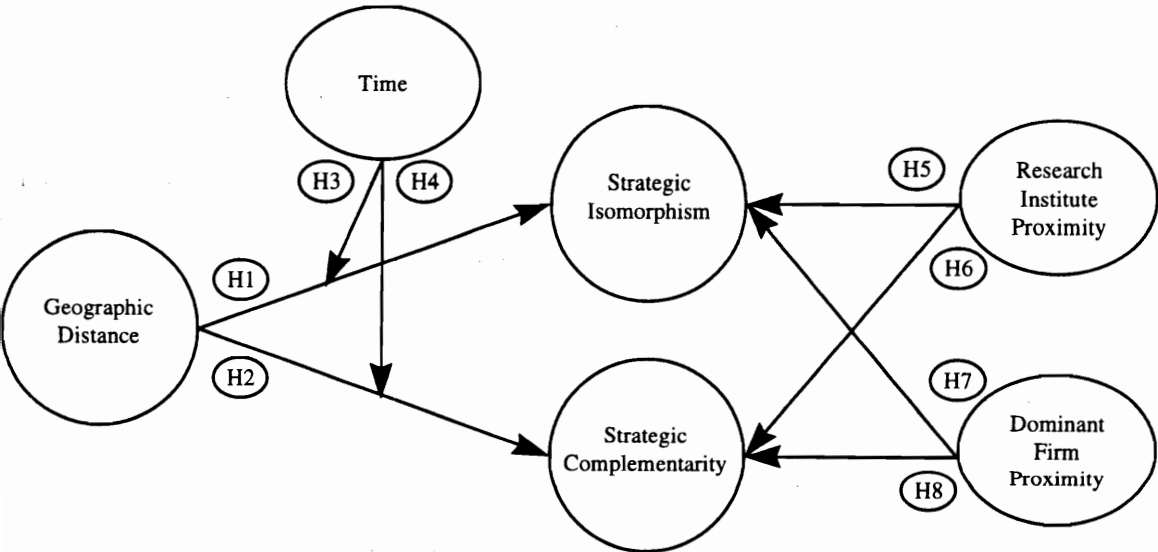 Time
H3
H4
Strategic
Isomorphism
H5
Research
Institute
Proximity
H6
Geographic
Distance
H1
H2
Strategic
Complementarity
H7
Dominant
Firm
Proximity
H8